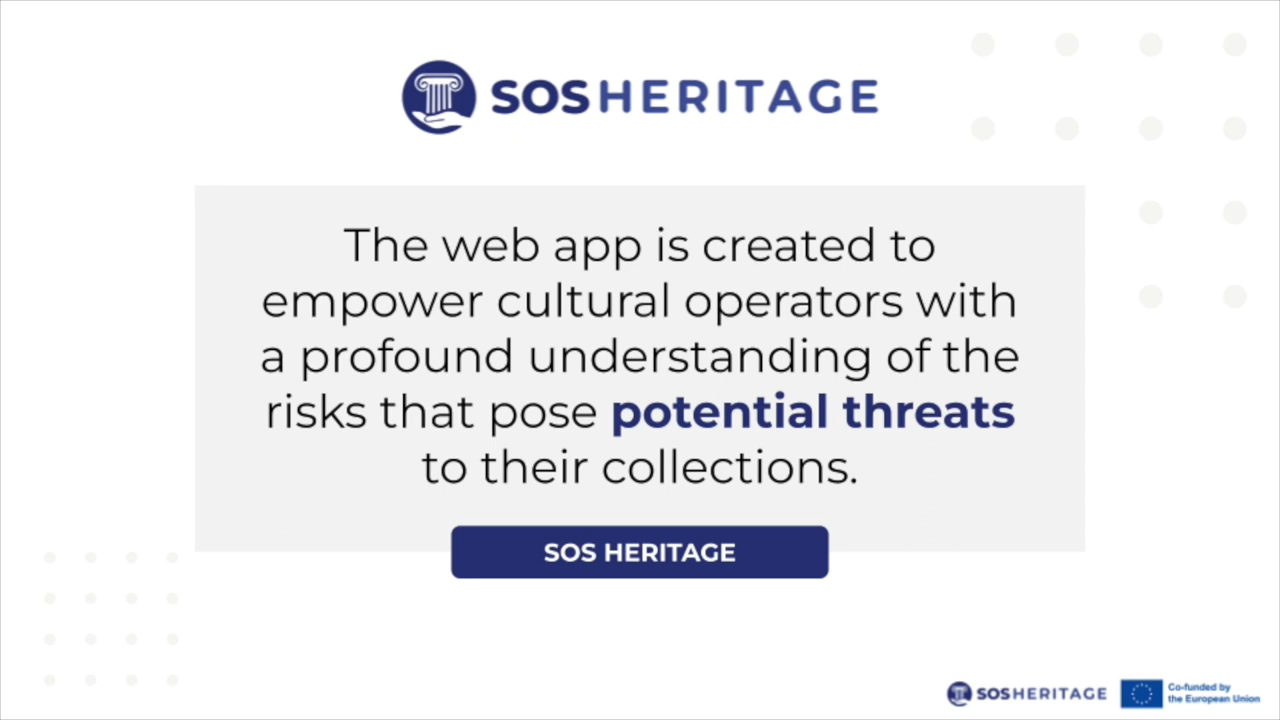 SOSHERITAGE
The web app is created to
empower cultural operators with
a profound understanding of the
risks that pose potential threats
to their collections.
SOS HERITAGE
SOSHERITAGE
Co-funded by
the European Union